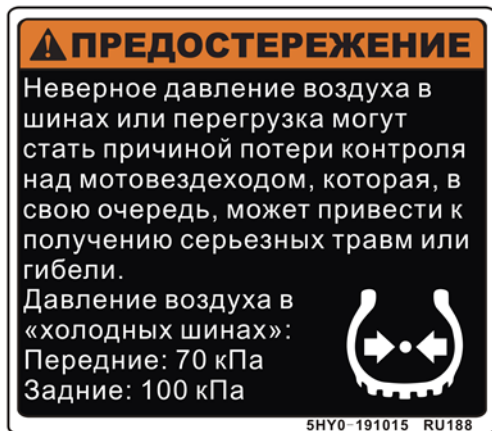 ПРЕДОСТЕРЕЖЕНИЕ
Неверное давление воздуха в
шинах или перегрузка могут
стать причиной потери контроля
над мотовездеходом, которая, в
свою очередь, может привести к
получению серьезных травм или
гибели.
Давление воздуха в
«холодных шинах»:
Передние: 70 кПа
Задние: 100 кПа
5HY0-191015 RU188